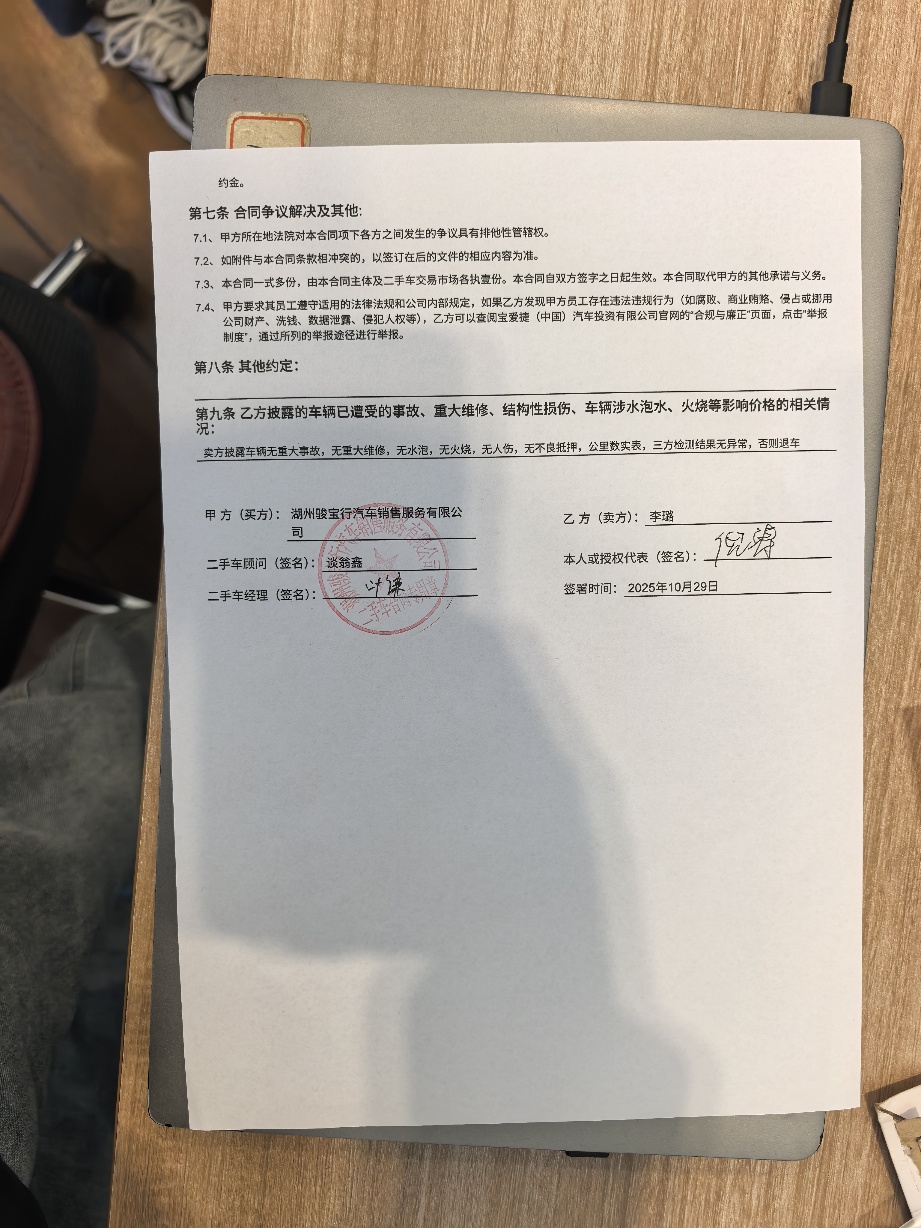 约金。
第七条 合同争议解决及其他:
7.1、甲方所在地法院对本合同项下各方之间发生的争议具有排他性管辖权。
7.2、如附件与本合同条款相冲突的，以签订在后的文件的相应内容为准。
7.3、本合同一式多份，由本合同主体及二手车交易市场各执壹份。本合同自双方签字之日起生效。本合同取代甲方的其他承诺与义务。
7.4、甲方要求其员工遵守适用的法律法规和公司内部规定，如果乙方发现甲方员工存在违法违规行为（如腐败、商业贿赂、侵占或挪用
公司财产、洗钱、数据泄露、侵犯人权等），乙方可以查阅宝爱捷（中国）汽车投资有限公司官网的“合规与廉正”页面，点击“举报
制度”，通过所列的举报途径进行举报。
第八条 其他约定：
第九条 乙方披露的车辆已遭受的事故、重大维修、结构性损伤、车辆涉水泡水、火烧等影响价格的相关情
况：
卖方披露车辆无重大事故，无重大维修，无水泡，无火烧，无人伤，无不良抵押，公里数实表，三方检测结果无异常，否则退车
甲 方（买方）：湖州骏宝行汽车销售服务有限公
司
乙 方（卖方）：李璐
二手车顾问（签名）：谈翁鑫
本人或授权代表（签名）：倪涛
二手车经理（签名）：
签署时间：2025年10月29日